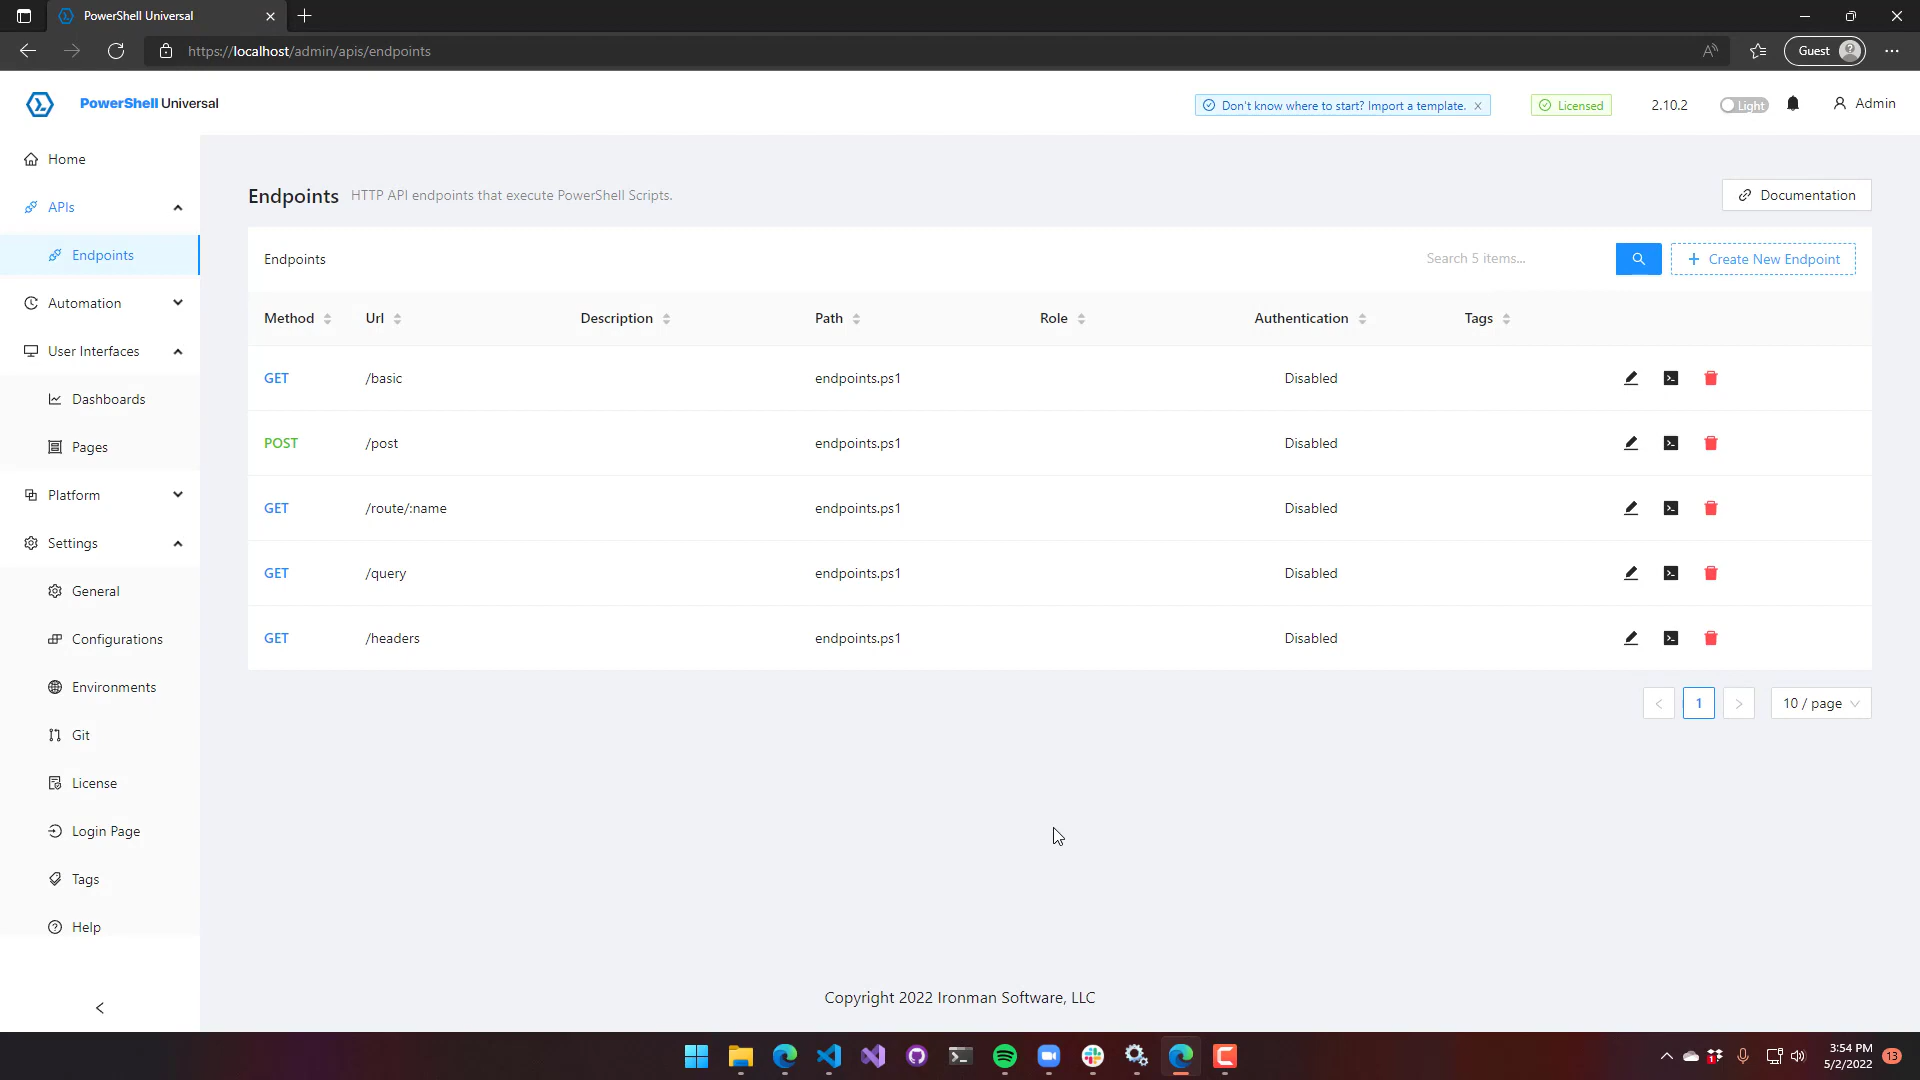 PowerShell Universal
https://localhost/admin/apis/endpoints
Guest
PowerShell Universal
Don't know where to start? Import a template.
Licensed
2.10.2
Light
Admin
Home
APIs
Endpoints
Automation
User Interfaces
Dashboards
Pages
Platform
Settings
General
Configurations
Environments
Git
License
Login Page
Tags
Help
Endpoints HTTP API endpoints that execute PowerShell Scripts.
Documentation
Endpoints
Search 5 items...
Create New Endpoint
Method Url Description Path Role Authentication Tags
GET /basic endpoints.ps1 Disabled
POST /post endpoints.ps1 Disabled
GET /route/:name endpoints.ps1 Disabled
GET /query endpoints.ps1 Disabled
GET /headers endpoints.ps1 Disabled
1
10 / page
Copyright 2022 Ironman Software, LLC
3:54 PM
5/2/2022
13